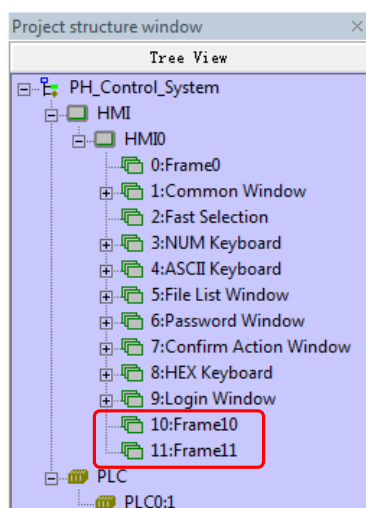 Project structure window
Tree View
PH_Control_System
HMI
HMI0
0:Frame0
1:Common Window
2:Fast Selection
3:NUM Keyboard
4:ASCII Keyboard
5:File List Window
6:Password Window
7:Confirm Action Window
8:HEX Keyboard
9:Login Window
10:Frame10
11:Frame11
PLC
PLC0:1